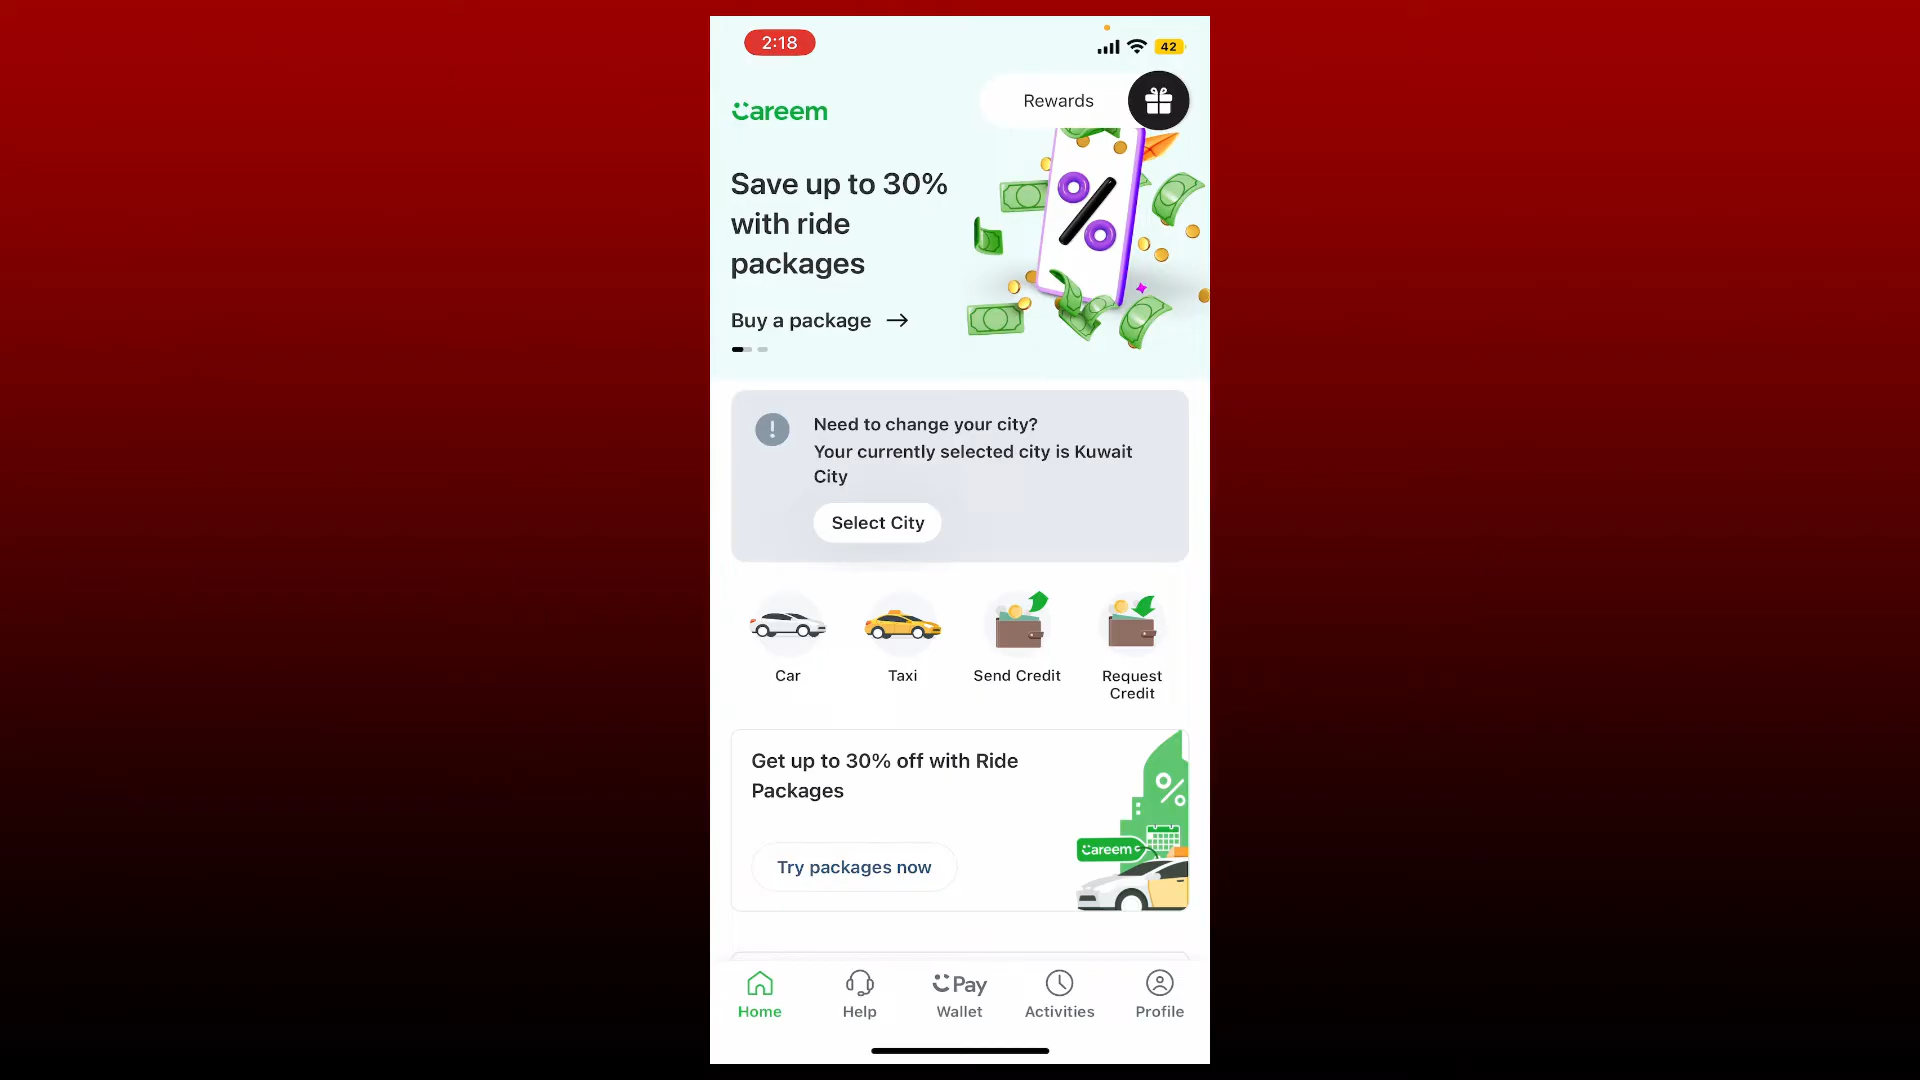 2:18
42
Careem
Rewards
Save up to 30%
with ride
packages
Buy a package
Need to change your city?
Your currently selected city is Kuwait
City
Select City
Car
Taxi
Send Credit
Request
Credit
Get up to 30% off with Ride
Packages
Careem
Try packages now
Home
Help
Pay
Wallet
Activities
Profile